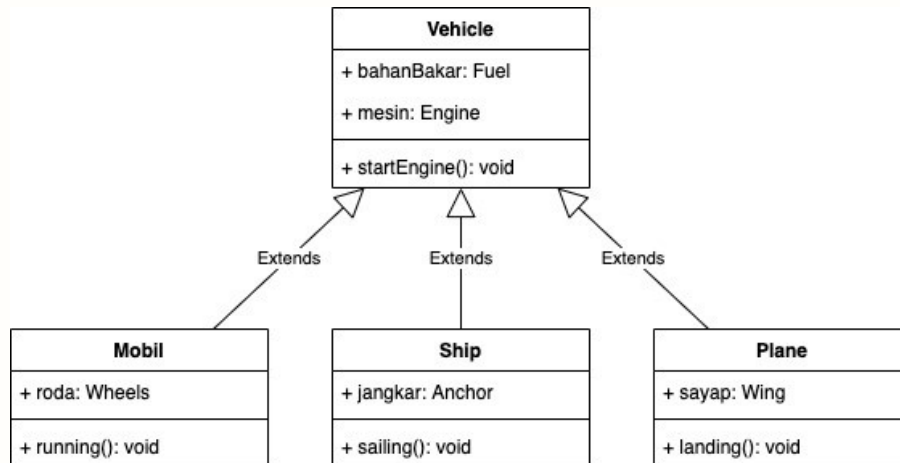 Vehicle
+ bahanBakar: Fuel
+ mesin: Engine
+ startEngine(): void
Extends
Extends
Extends
Mobil
+ roda: Wheels
+ running(): void
Ship
+ jangkar: Anchor
+ sailing(): void
Plane
+ sayap: Wing
+ landing(): void